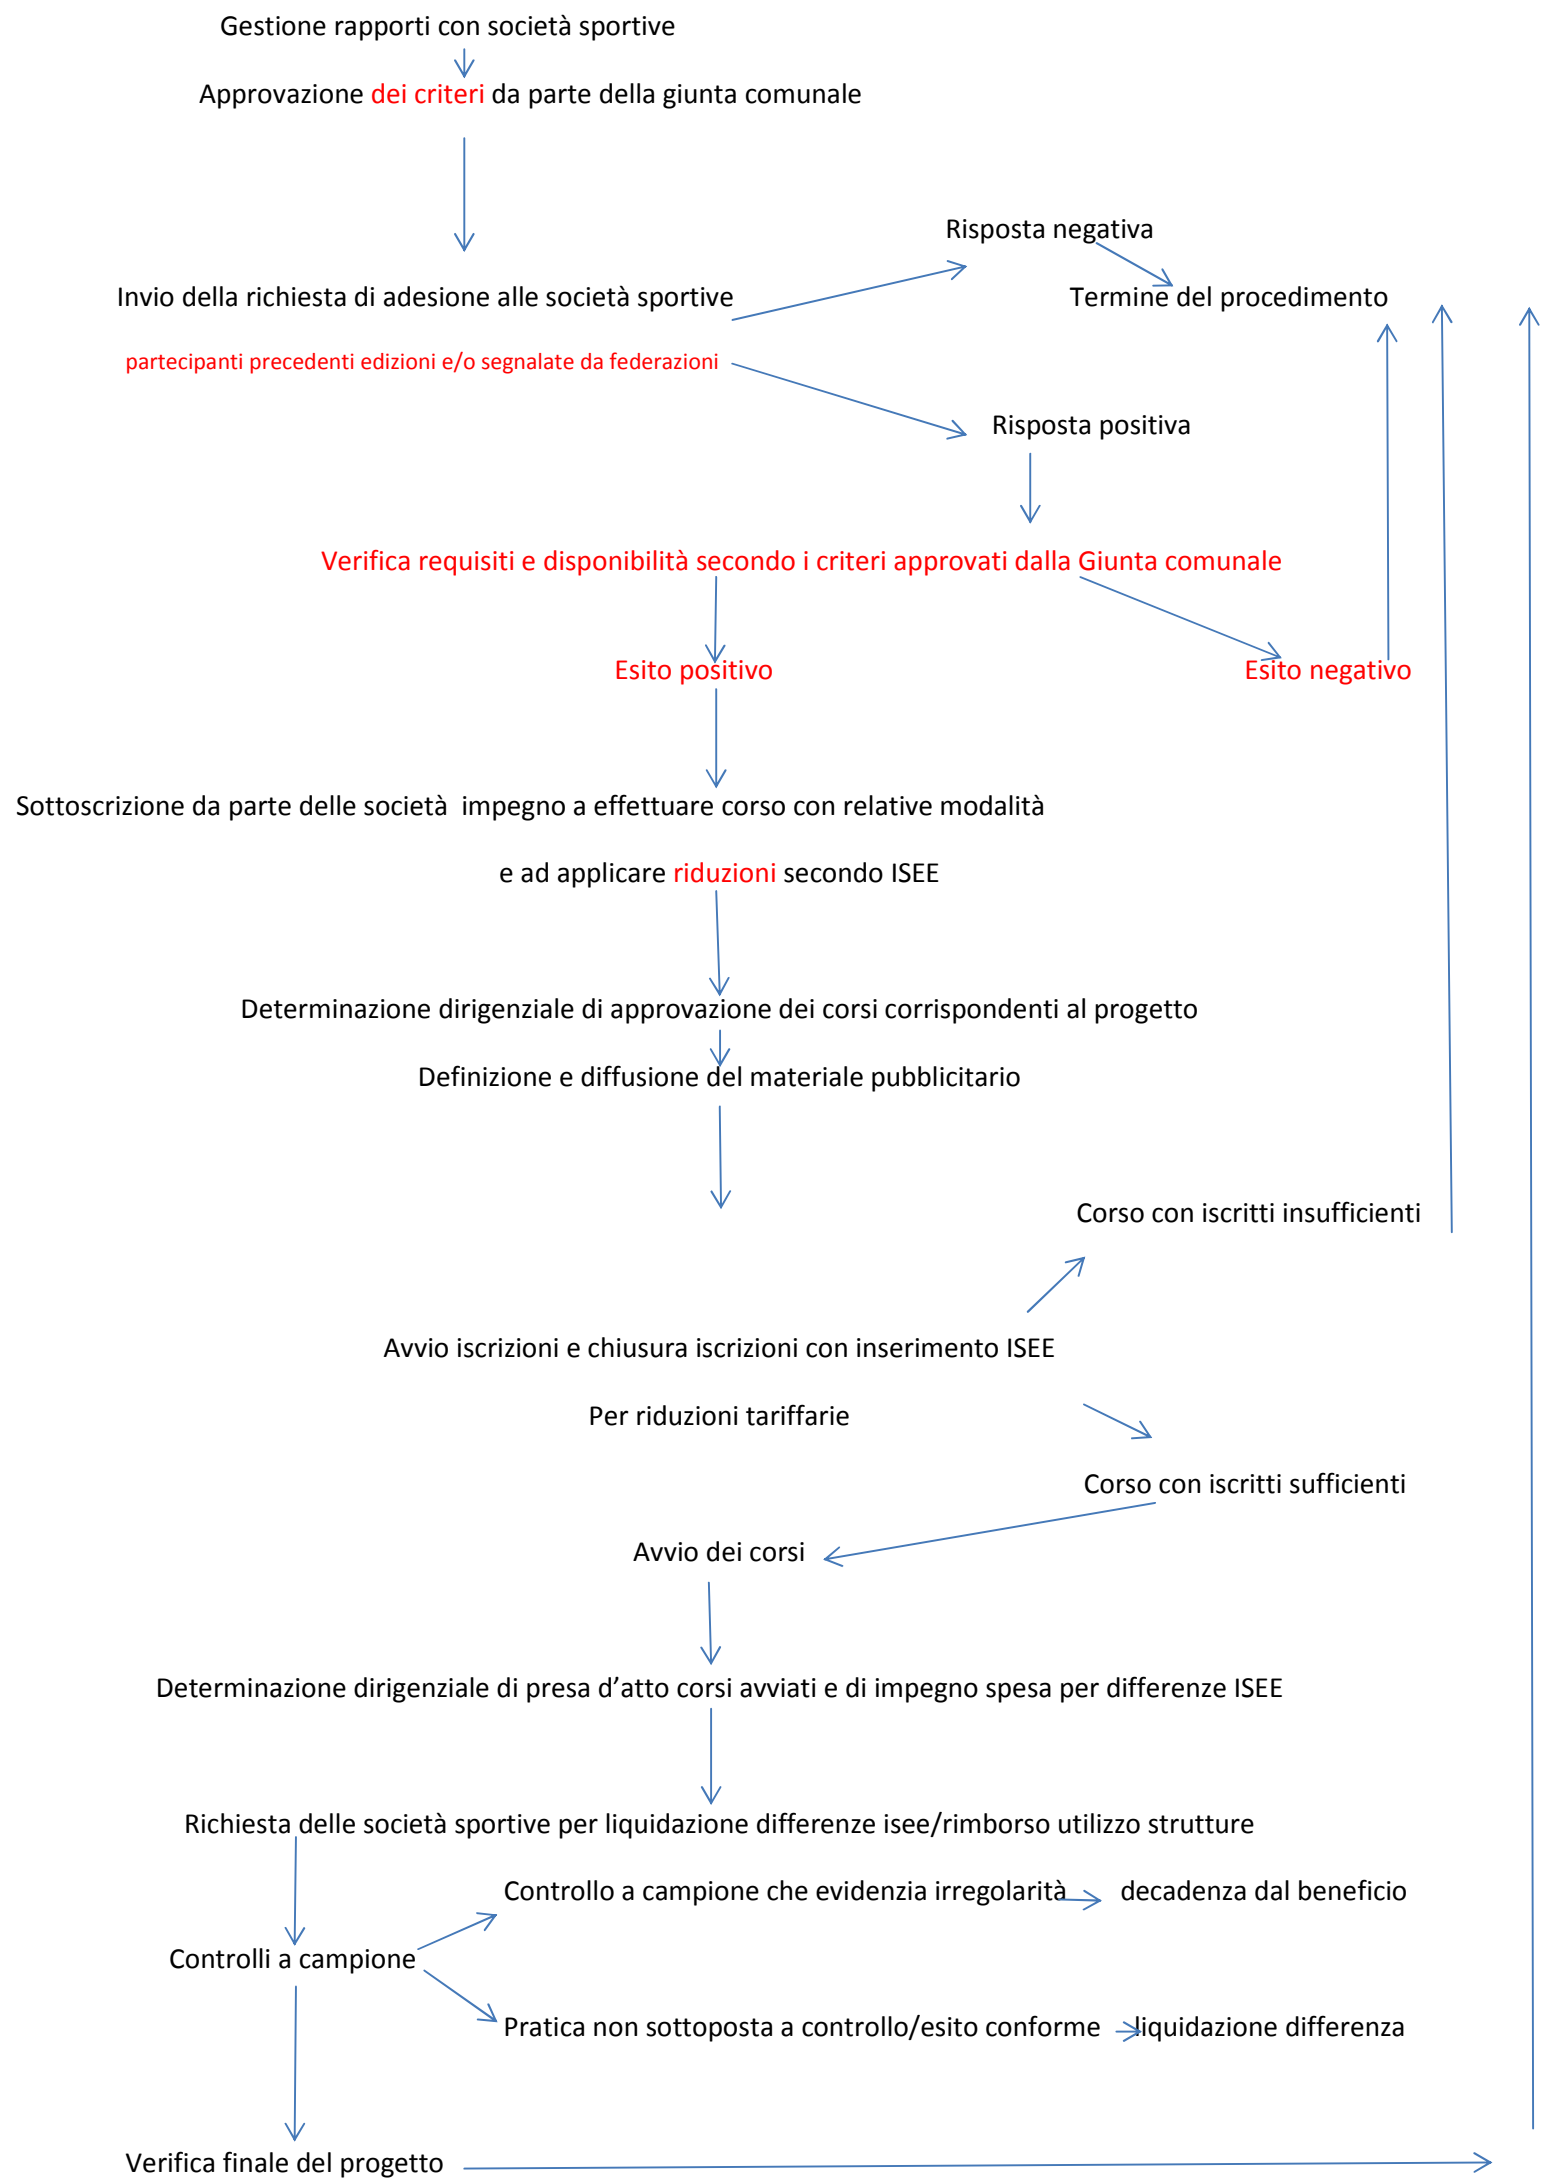 Gestione rapporti con società sportive
Approvazione dei criteri da parte della giunta comunale
Risposta negativa
Invio della richiesta di adesione alle società sportive
Termine del procedimento
partecipanti precedenti edizioni e/o segnalate da federazioni
Risposta positiva
Verifica requisiti e disponibilità secondo i criteri approvati dalla Giunta comunale
Esito positivo
Esito negativo
Sottoscrizione da parte delle società  impegno a effettuare corso con relative modalità
e ad applicare riduzioni secondo ISEE
Determinazione dirigenziale di approvazione dei corsi corrispondenti al progetto
Definizione e diffusione del materiale pubblicitario
Corso con iscritti insufficienti
Avvio iscrizioni e chiusura iscrizioni con inserimento ISEE
Per riduzioni tariffarie
Corso con iscritti sufficienti
Avvio dei corsi
Determinazione dirigenziale di presa d’atto corsi avviati e di impegno spesa per differenze ISEE
Richiesta delle società sportive per liquidazione differenze isee/rimborso utilizzo strutture
Controllo a campione che evidenzia irregolarità
decadenza dal beneficio
Controlli a campione
Pratica non sottoposta a controllo/esito conforme
liquidazione differenza
Verifica finale del progetto